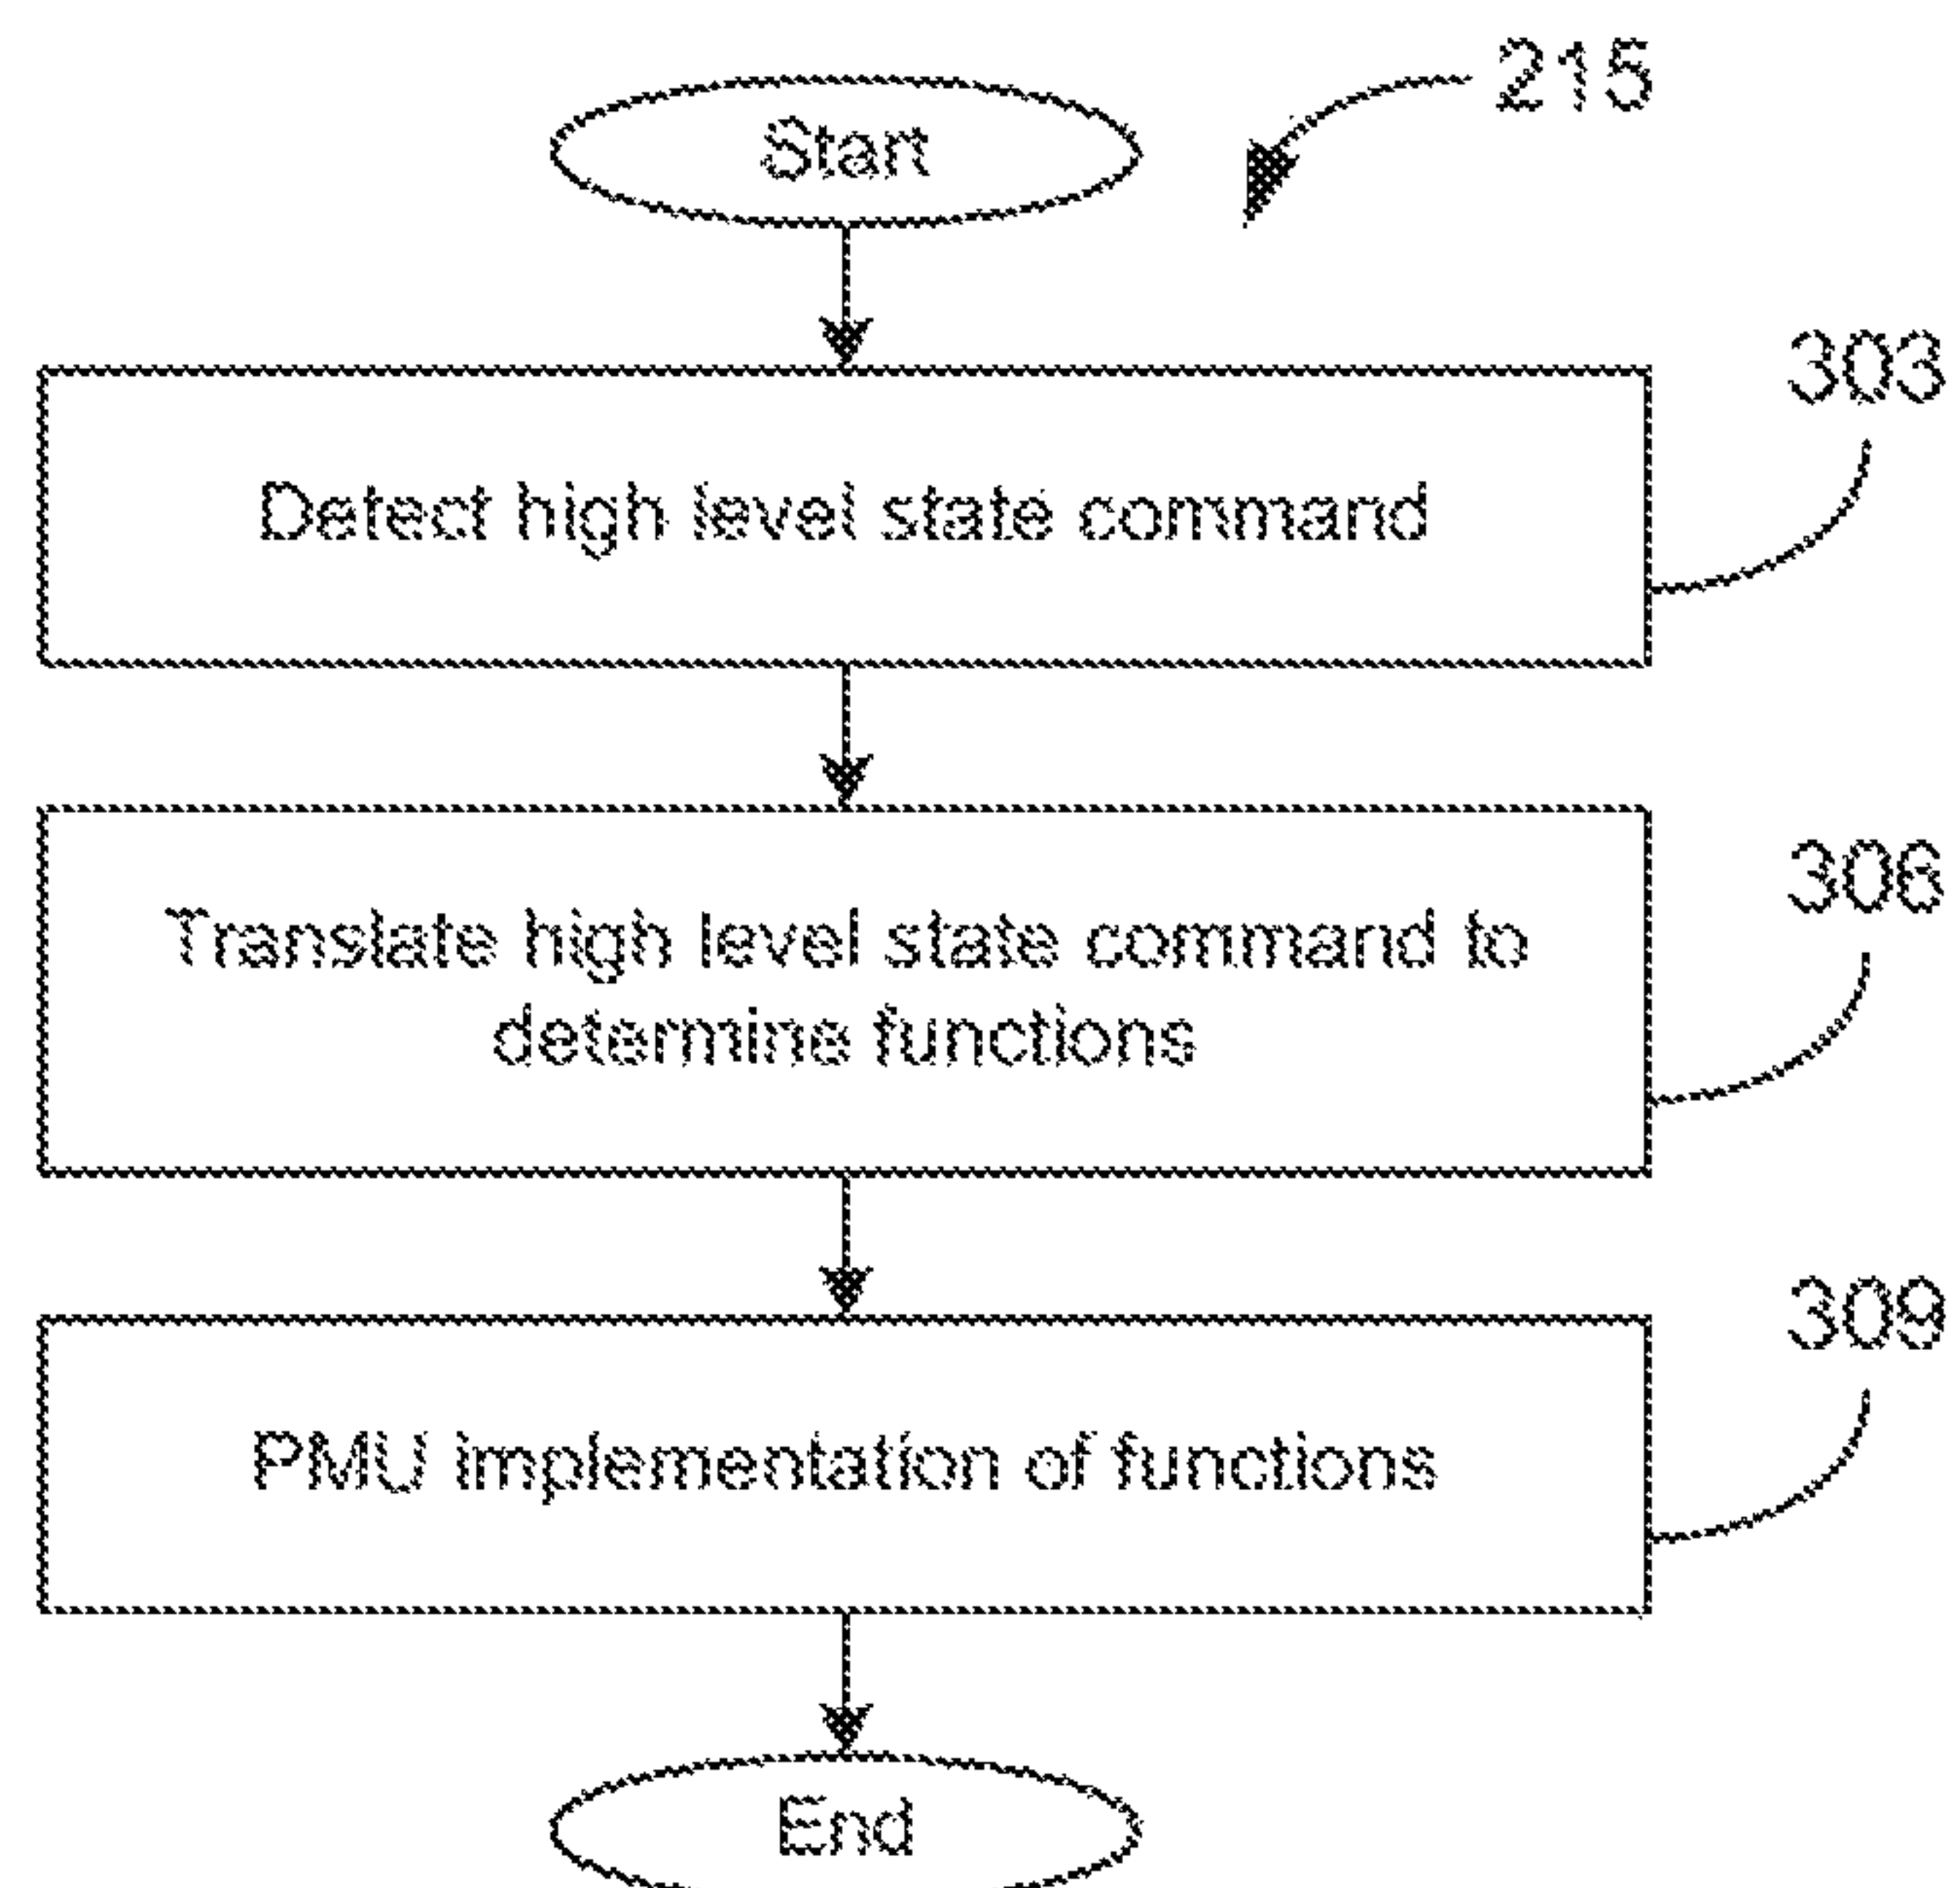 215
Start
303
Detect high level state command
306
Translate high level state command to
determine functions
309
PMU implementation of functions
End